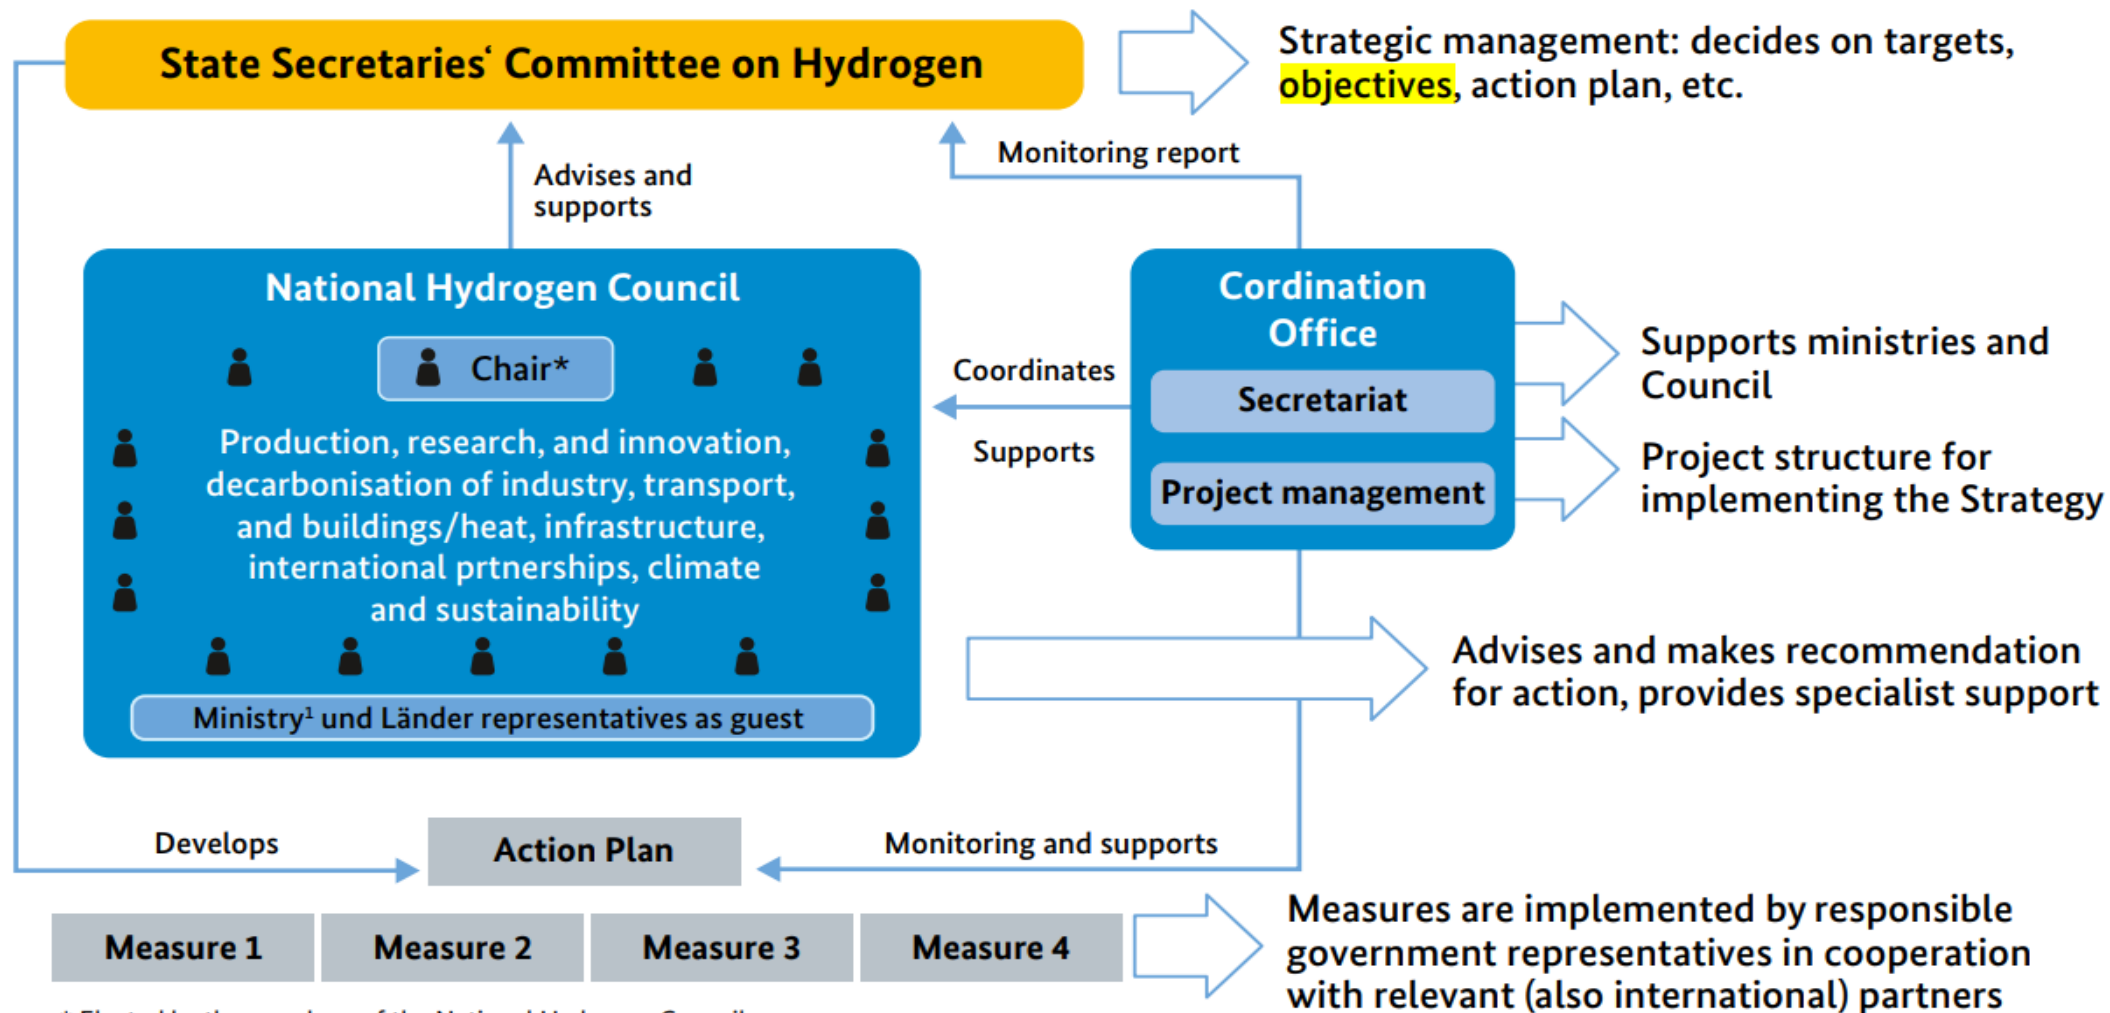 State Secretaries‘ Committee on Hydrogen
Strategic management: decides on targets,
objectives, action plan, etc.
Monitoring report
Advises and
supports
National Hydrogen Council
Chair*
Production, research, and innovation,
decarbonisation of industry, transport,
and buildings/heat, infrastructure,
international prtnerships, climate
and sustainability
Ministry¹ und Länder representatives as guest
Coordinates
Supports
Cordination
Office
Secretariat
Project management
Supports ministries and
Council
Project structure for
implementing the Strategy
Advises and makes recommendation
for action, provides specialist support
Develops
Action Plan
Monitoring and supports
Measure 1
Measure 2
Measure 3
Measure 4
Measures are implemented by responsible
government representatives in cooperation
with relevant (also international) partners